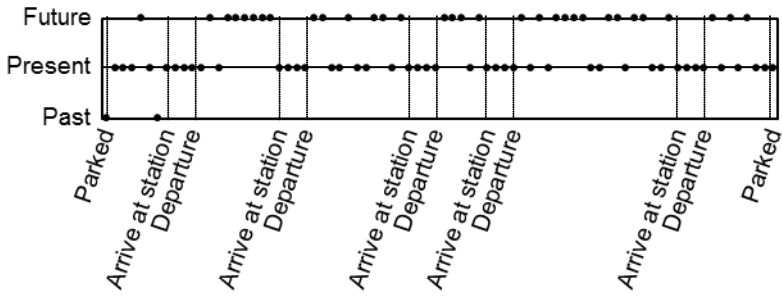 Future
Present
Past
Parked
Arrive at station
Departure
Arrive at station
Departure
Arrive at station
Departure
Arrive at station
Departure
Arrive at station
Departure
Parked